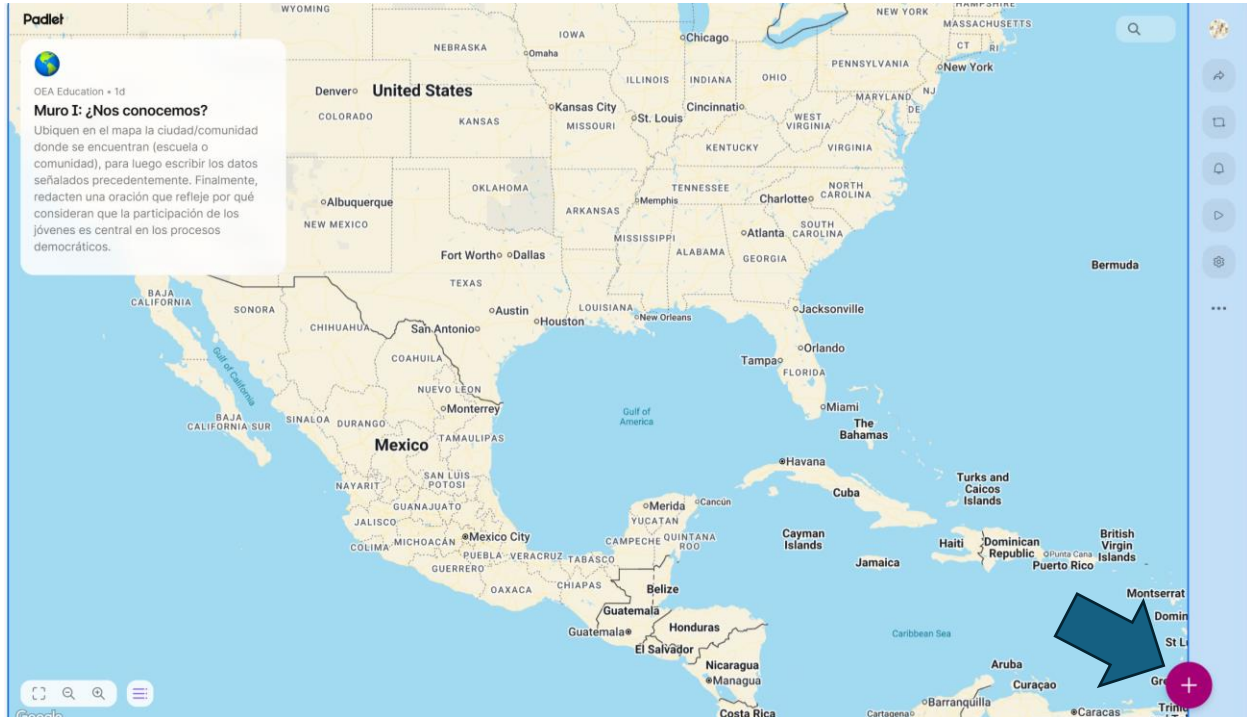 Padlet
OEA Education • 1d
Muro I: ¿Nos conocemos?
Ubiquen en el mapa la ciudad/comunidad
donde se encuentran (escuela o
comunidad), para luego escribir los datos
señalados precedentemente. Finalmente,
redacten una oración que refleje por qué
consideran que la participación de los
jóvenes es central en los procesos
democráticos.
WYOMING
NEW YORK
HAMPSHIRE
MASSACHUSETTS
IOWA
Chicago
NEBRASKA
Omaha
CT
RI
PENNSYLVANIA
New York
ILLINOIS
INDIANA
OHIO
Denver
United States
MARYLAND
NJ
DE
Kansas City
Cincinnati
COLORADO
KANSAS
MISSOURI
St. Louis
WEST
VIRGINIA
KENTUCKY
VIRGINIA
OKLAHOMA
TENNESSEE
NORTH
CAROLINA
Albuquerque
Memphis
Charlotte
ARKANSAS
NEW MEXICO
SOUTH
CAROLINA
Atlanta
MISSISSIPPI
ALABAMA
GEORGIA
Fort Worth
Dallas
Bermuda
TEXAS
BAJA
CALIFORNIA
SONORA
Austin
LOUISIANA
Jacksonville
Houston
New Orleans
CHIHUAHUA
San Antonio
COAHUILA
Orlando
Tampa
FLORIDA
Gulf of California
NUEVO LEON
Monterrey
Miami
Gulf of
America
The
Bahamas
BAJA
CALIFORNIA SUR
SINALOA
DURANGO
Mexico
TAMAULIPAS
Havana
SAN LUIS
POTOSI
Turks and
Caicos
Islands
NAYARIT
Cuba
GUANAJUATO
Merida
Cancún
YUCATAN
JALISCO
Mexico City
CAMPECHE
QUINTANA
ROO
Cayman
Islands
Haiti
Dominican
Republic
British
Virgin
Islands
COLIMA
MICHOACÁN
Punta Cana
Puerto Rico
PUEBLA
VERACRUZ
TABASCO
Jamaica
GUERRERO
OAXACA
CHIAPAS
Belize
Montserrat
Guatemala
Domin
Guatemala
Honduras
Caribbean Sea
El Salvador
St L
Nicaragua
Aruba
Managua
Curaçao
Gre
Barranquilla
Costa Rica
Cartagena
Caracas
Trini
Google